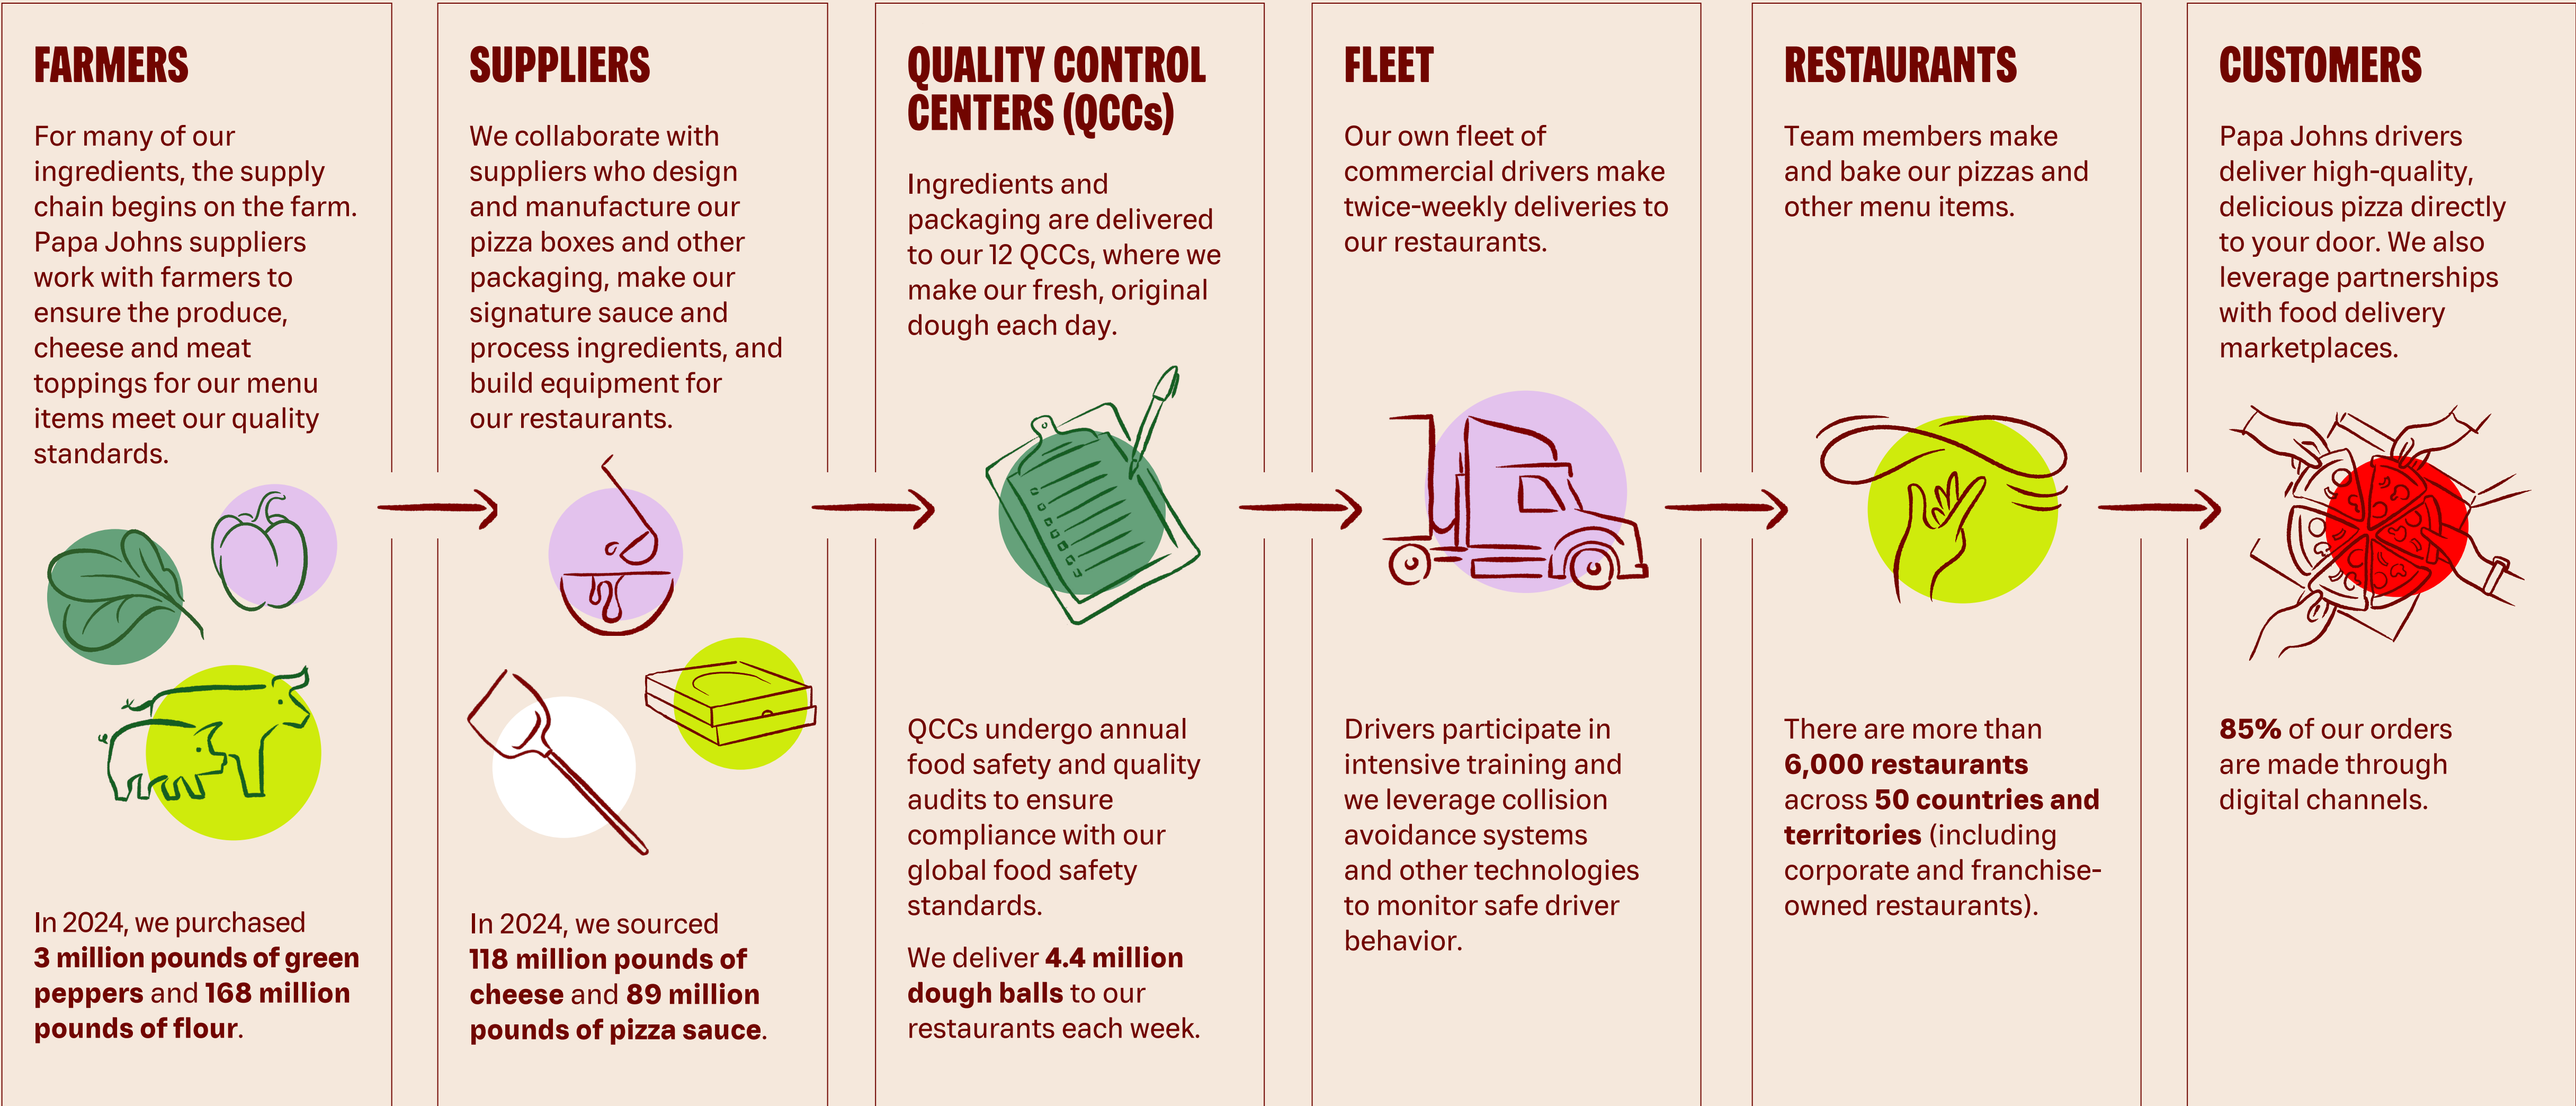 FARMERS
For many of our
ingredients, the supply
chain begins on the farm.
Papa Johns suppliers
work with farmers to
ensure the produce,
cheese and meat
toppings for our menu
items meet our quality
standards.
In 2024, we purchased
3 million pounds of green
peppers and 168 million
pounds of flour.
SUPPLIERS
We collaborate with
suppliers who design
and manufacture our
pizza boxes and other
packaging, make our
signature sauce and
process ingredients, and
build equipment for
our restaurants.
In 2024, we sourced
118 million pounds of
cheese and 89 million
pounds of pizza sauce.
QUALITY CONTROL
CENTERS (QCCs)
Ingredients and
packaging are delivered
to our 12 QCCs, where we
make our fresh, original
dough each day.
QCCs undergo annual
food safety and quality
audits to ensure
compliance with our
global food safety
standards.
We deliver 4.4 million
dough balls to our
restaurants each week.
FLEET
Our own fleet of
commercial drivers make
twice-weekly deliveries to
our restaurants.
Drivers participate in
intensive training and
we leverage collision
avoidance systems
and other technologies
to monitor safe driver
behavior.
RESTAURANTS
Team members make
and bake our pizzas and
other menu items.
There are more than
6,000 restaurants
across 50 countries and
territories (including
corporate and franchise-
owned restaurants).
CUSTOMERS
Papa Johns drivers
deliver high-quality,
delicious pizza directly
to your door. We also
leverage partnerships
with food delivery
marketplaces.
85% of our orders
are made through
digital channels.